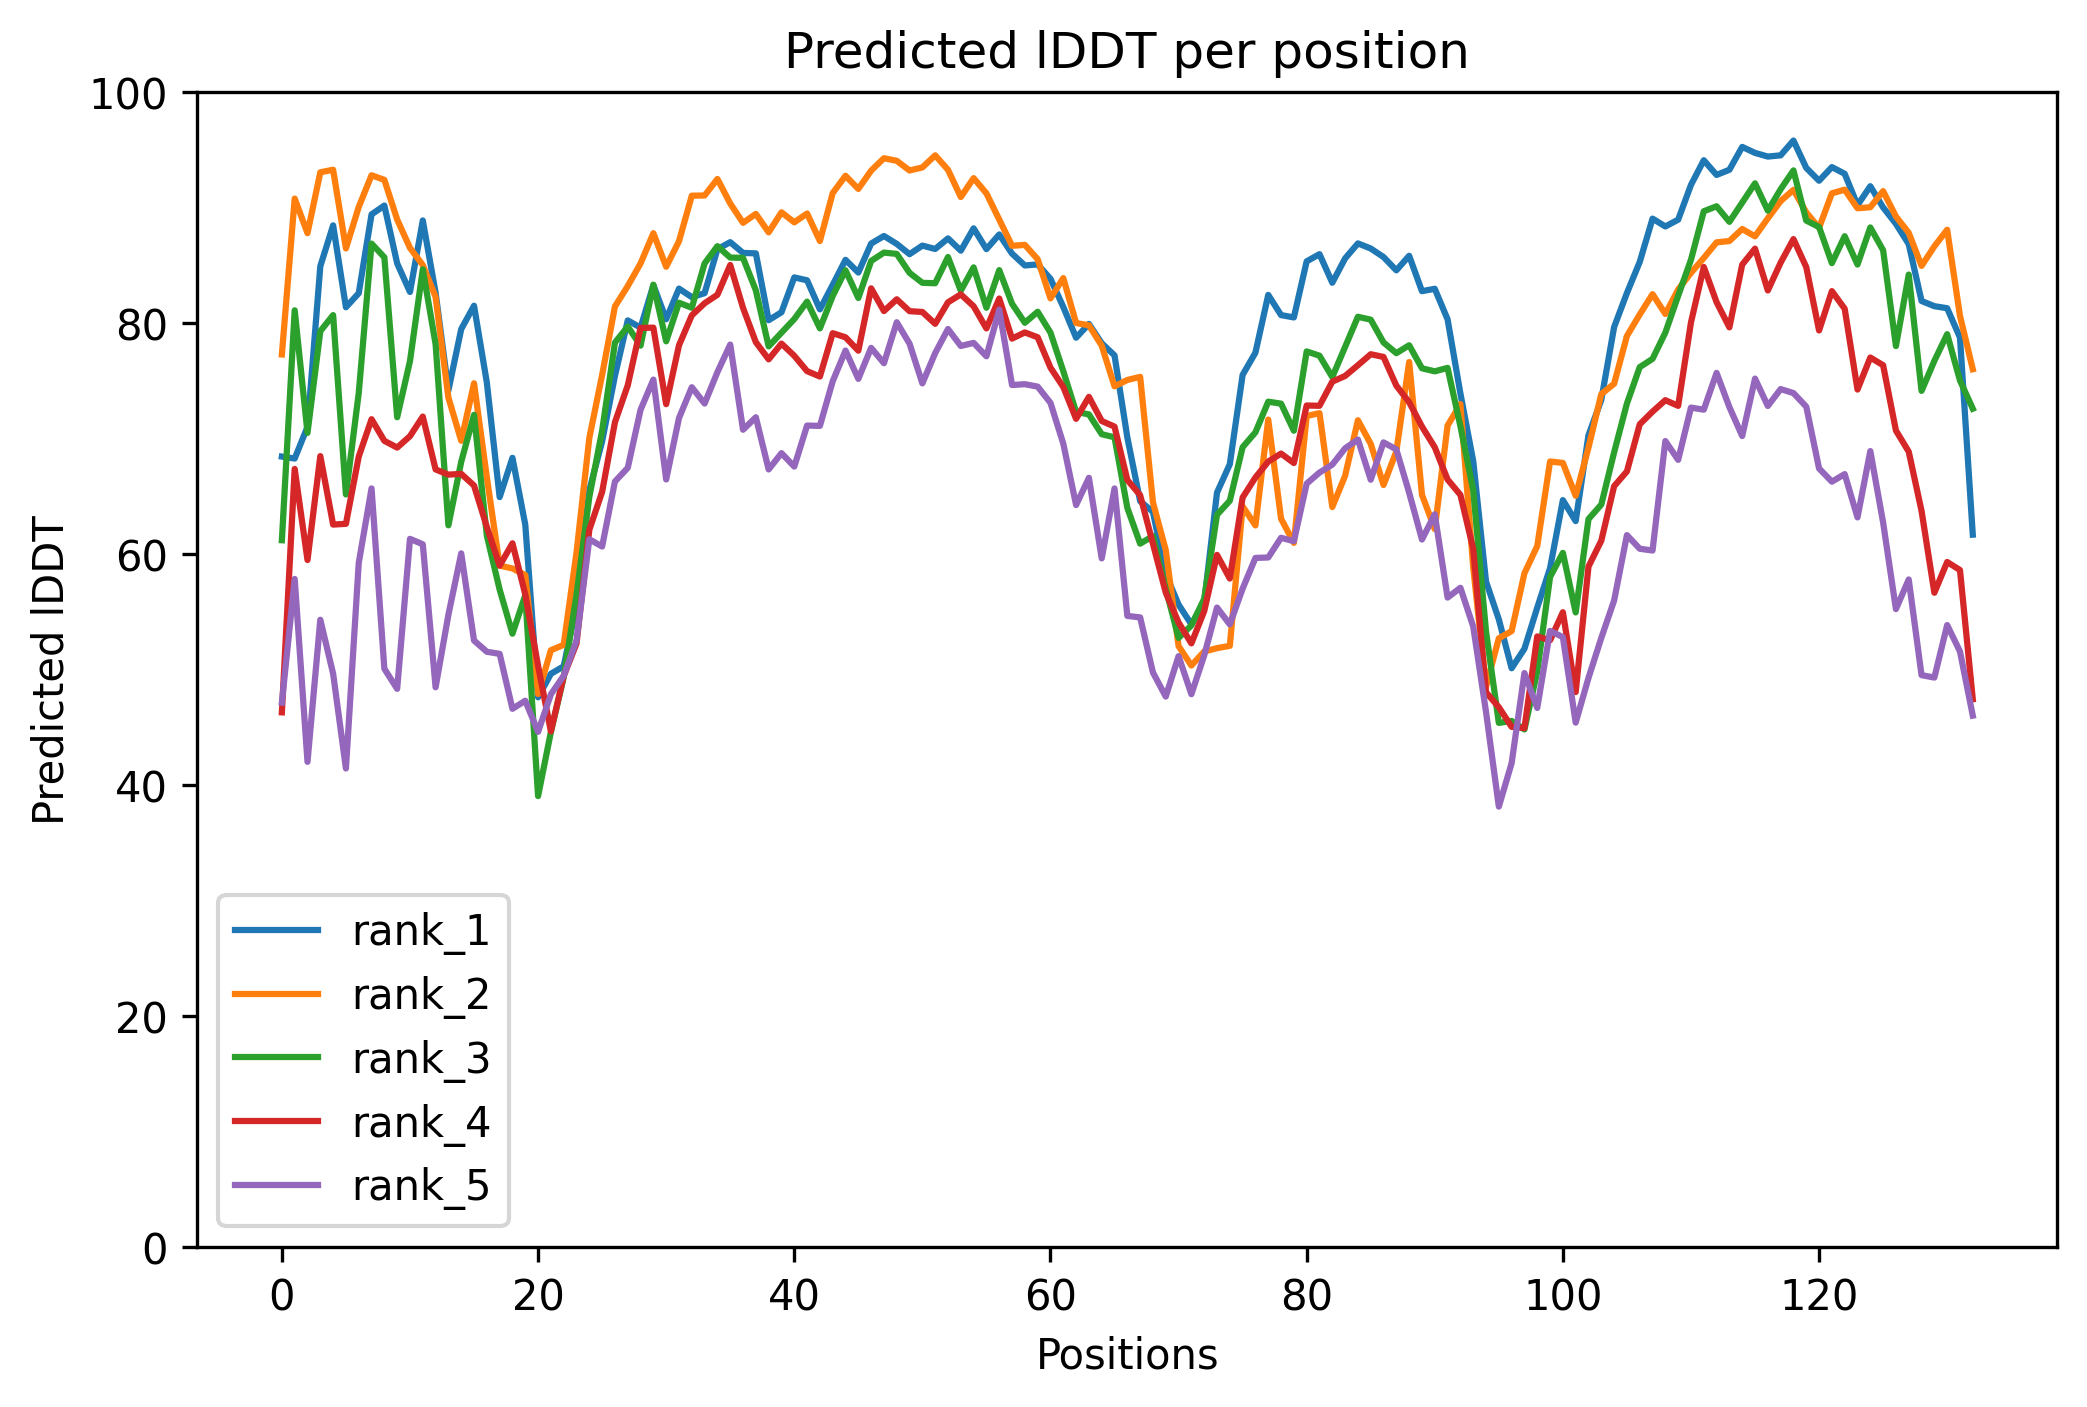 Predicted lDDT per position
Predicted lDDT
100
80
60
40
20
0
rank_1
rank_2
rank_3
rank_4
rank_5
0 20 40 60 80 100 120
Positions